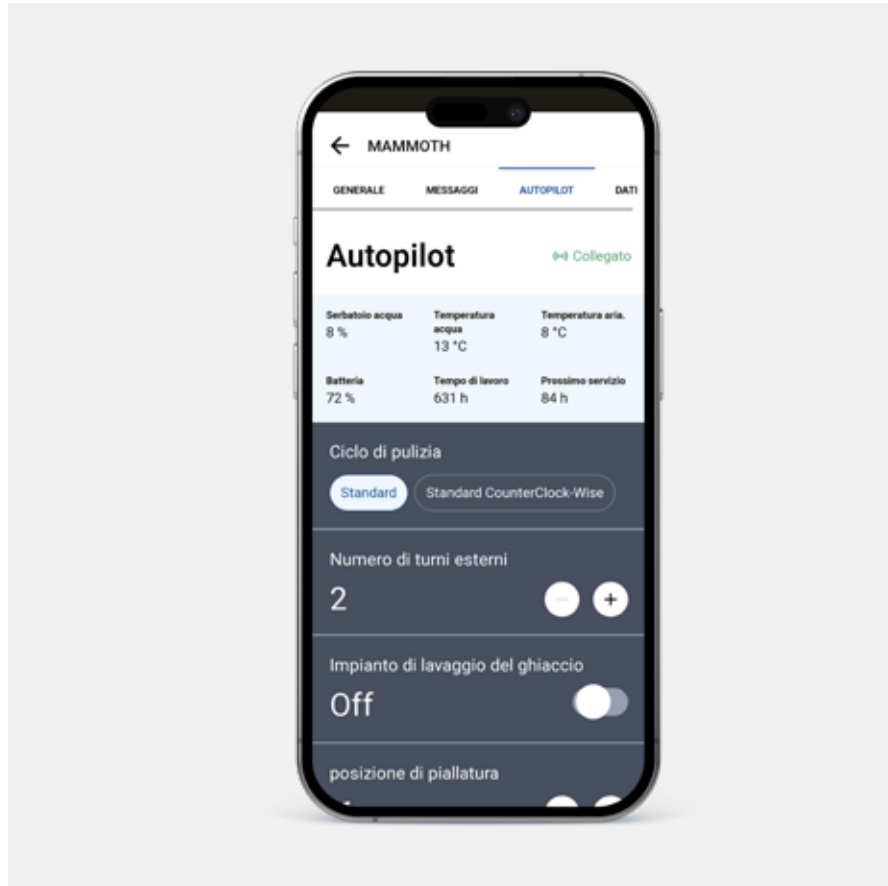 MAMMOTH
GENERALE MESSAGGI AUTOPILOT DATI
Autopilot
Collegato
Serbatoio acqua
8 %
Temperatura
acqua
13 °C
Temperatura aria.
8 °C
Batteria
72 %
Tempo di lavoro
631 h
Prossimo servizio
84 h
Ciclo di pulizia
Standard
Standard CounterClock-Wise
Numero di turni esterni
2
Impianto di lavaggio del ghiaccio
Off
posizione di piallatura